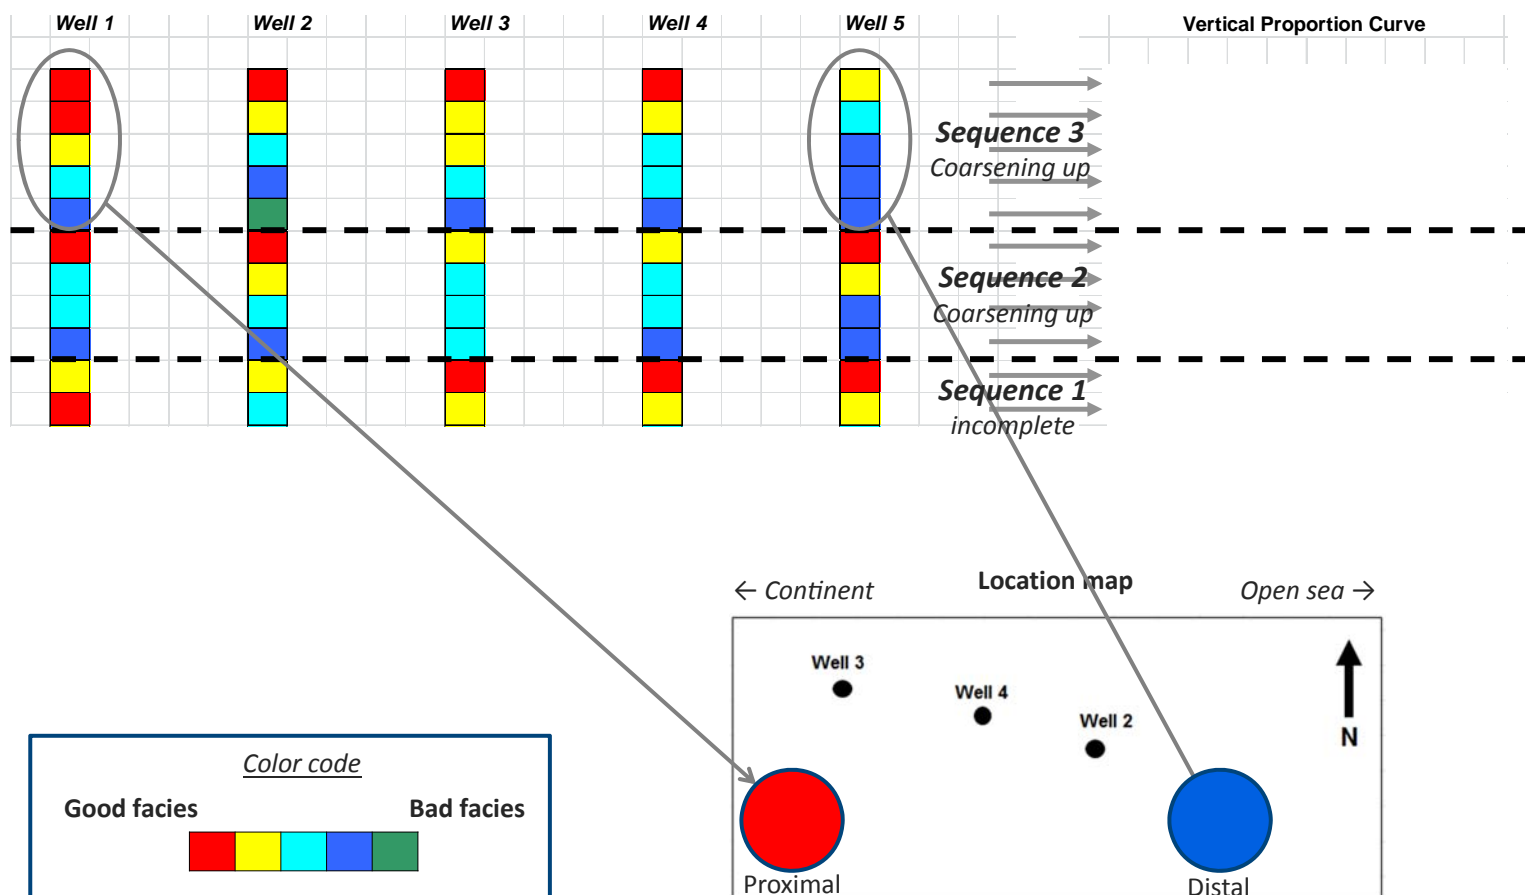 Well 1 Well 2 Well 3 Well 4 Well 5 Vertical Proportion Curve
Sequence 3
Coarsening up
Sequence 2
Coarsening up
Sequence 1
incomplete
← Continent Location map Open sea →
Well 3
Well 4
Well 2
N
Color code
Good facies Bad facies
Proximal Distal